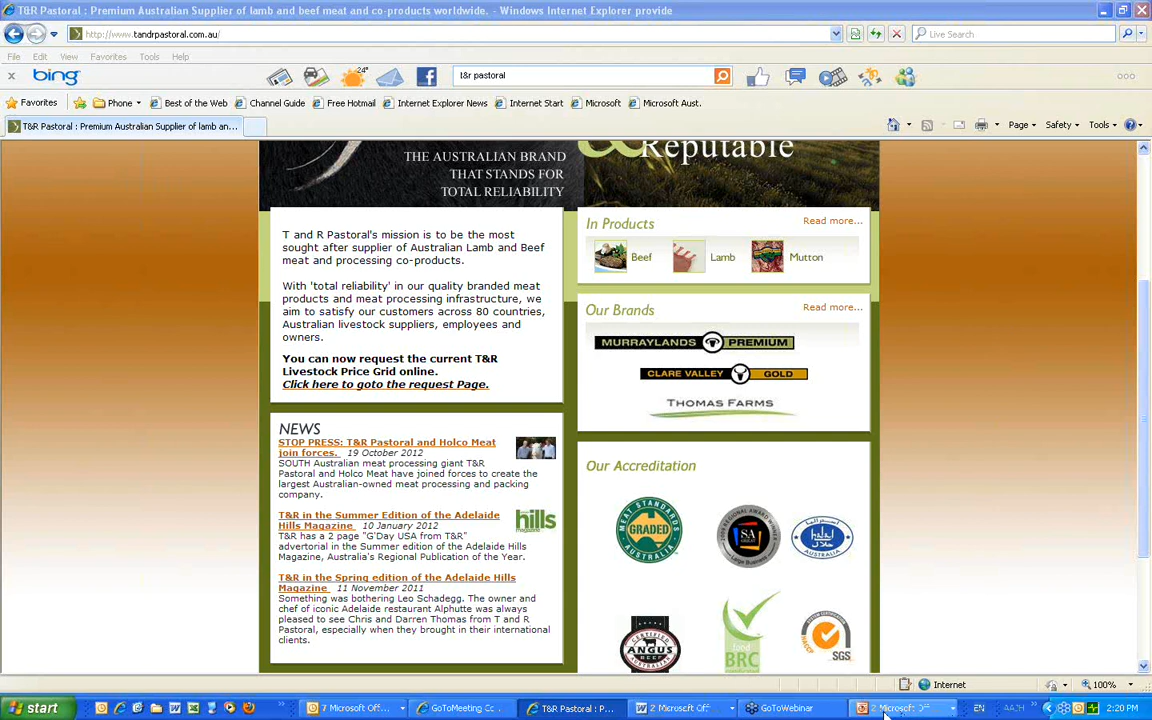 T&R Pastoral : Premium Australian Supplier of lamb and beef meat and co-products worldwide. - Windows Internet Explorer provide
http://www.tandrpastoral.com.au/
Live Search
File Edit View Favorites Tools Help
bing
24°
t&r pastoral
Favorites Phone Best of the Web Channel Guide Free Hotmail Internet Explorer News Internet Start Microsoft Microsoft Aust.
T&R Pastoral : Premium Australian Supplier of lamb an...
Page Safety Tools
THE AUSTRALIAN BRAND
THAT STANDS FOR
TOTAL RELIABILITY
& Reputable
T and R Pastoral's mission is to be the most
sought after supplier of Australian Lamb and Beef
meat and processing co-products.
With 'total reliability' in our quality branded meat
products and meat processing infrastructure, we
aim to satisfy our customers across 80 countries,
Australian livestock suppliers, employees and
owners.
You can now request the current T&R
Livestock Price Grid online.
Click here to goto the request Page.
NEWS
STOP PRESS: T&R Pastoral and Holco Meat
join forces. 19 October 2012
SOUTH Australian meat processing giant T&R
Pastoral and Holco Meat have joined forces to create the
largest Australian-owned meat processing and packing
company.
T&R in the Summer Edition of the Adelaide
Hills Magazine 10 January 2012
hills
T&R has a 2 page "G'Day USA from T&R"
advertorial in the Summer edition of the Adelaide Hills
Magazine, Australia's Regional Publication of the Year.
T&R in the Spring edition of the Adelaide Hills
Magazine 11 November 2011
Something was bothering Leo Schadegg. The owner and
chef of iconic Adelaide restaurant Alphutte was always
pleased to see Chris and Darren Thomas from T and R
Pastoral, especially when they brought in their international
clients.
In Products
Read more...
Beef Lamb Mutton
Our Brands
Read more...
MURRAYLANDS PREMIUM
CLARE VALLEY GOLD
THOMAS FARMS
Our Accreditation
MEAT STANDARDS
GRADED
AUSTRALIA
SA
Large Business
AUSTRALIA
CERTIFIED
ANGUS
BEEF
food
BRC
HACCP
SGS
Internet
100%
start
7 Microsoft Off...
GoToMeeting Co...
T&R Pastoral : P...
2 Microsoft Off...
GoToWebinar
2 Microsoft Off...
EN
2:20 PM